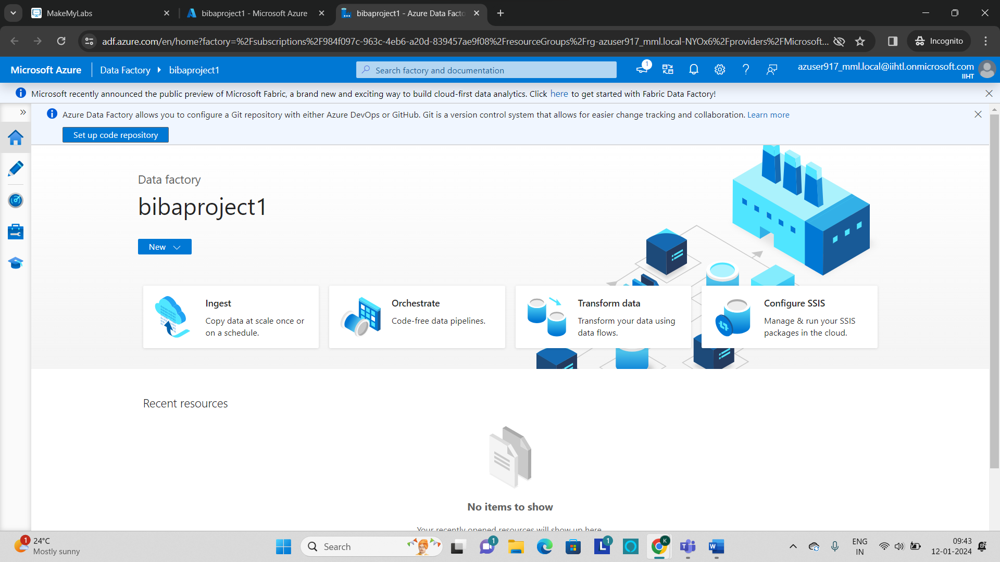 MakeMyLabs
bibaproject1 - Microsoft Azure
bibaproject1 - Azure Data Facto
adf.azure.com/en/home?factory=%2Fsubscriptions%2F984f097c-963c-4eb6-a20d-839457ae9f08%2FresourceGroups%2Frg-azuser917_mml.local-NYOx6%2Fproviders%2FMicrosoft...
Incognito
Microsoft Azure
Data Factory
bibaproject1
Search factory and documentation
1
azuser917_mml.local@iihtl.onmicrosoft.com
IIHT
Microsoft recently announced the public preview of Microsoft Fabric, a brand new and exciting way to build cloud-first data analytics. Click here to get started with Fabric Data Factory!
Azure Data Factory allows you to configure a Git repository with either Azure DevOps or GitHub. Git is a version control system that allows for easier change tracking and collaboration. Learn more
Set up code repository
Data factory
bibaproject1
New
Ingest
Copy data at scale once or
on a schedule.
Orchestrate
Code-free data pipelines.
Transform data
Transform your data using
data flows.
Configure SSIS
Manage & run your SSIS
packages in the cloud.
Recent resources
No items to show
Your recently opened resources will show up here
1
24°C
Mostly sunny
Search
1
L
1
K
T
W
ENG
IN
09:43
12-01-2024